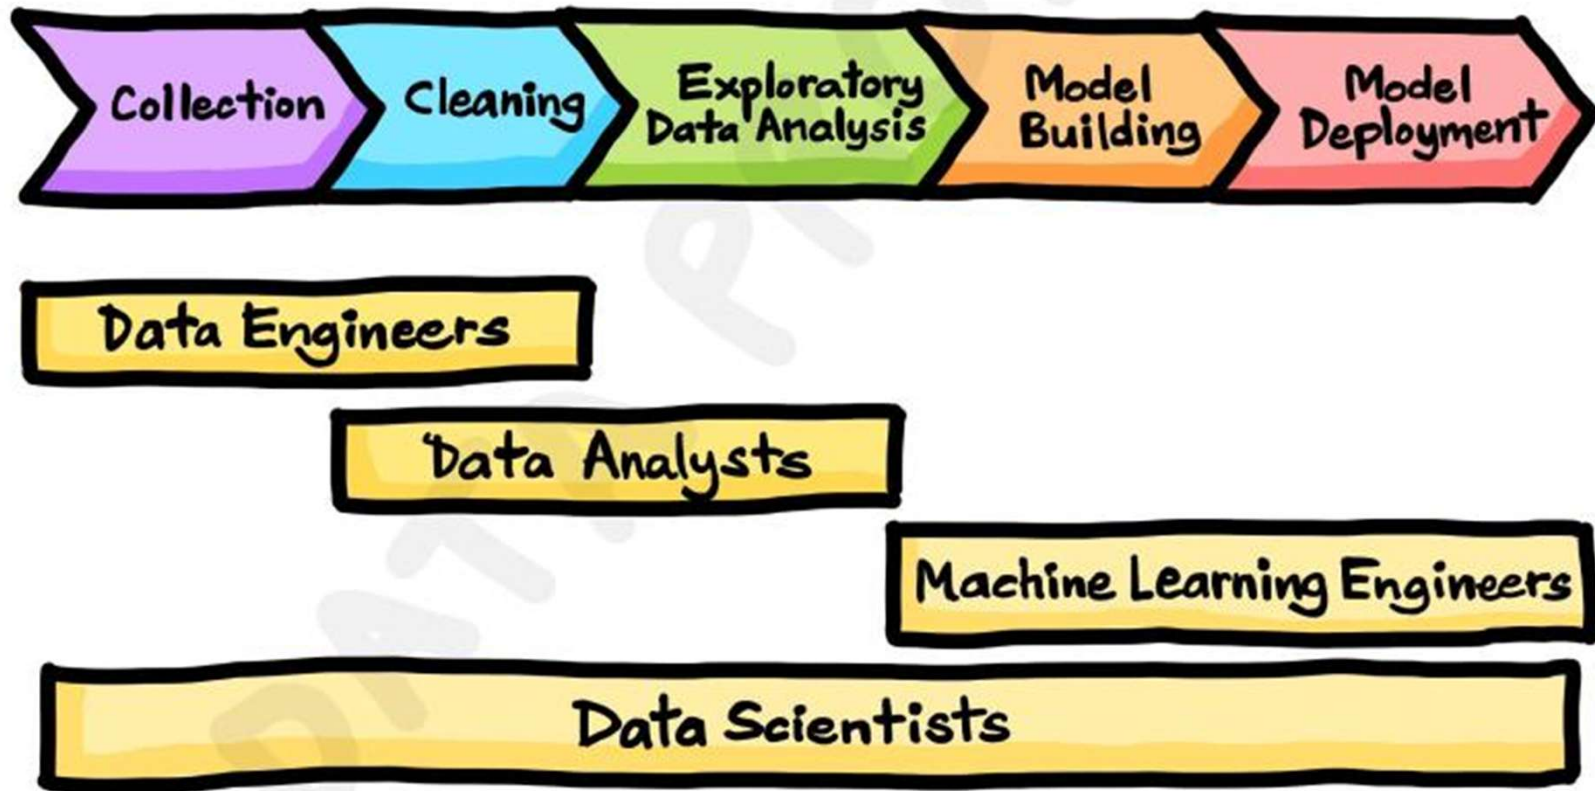 Collection
Cleaning
Exploratory
Data Analysis
Model
Building
Model
Deployment
Data Engineers
Data Analysts
Machine Learning Engineers
Data Scientists